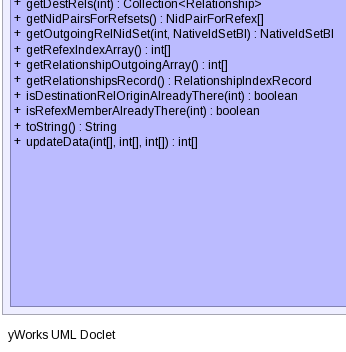 + getDestRels(int) : Collection<Relationship>
+ getNidPairsForRefsets() : NidPairForRefex[]
+ getOutgoingRelNidSet(int, NativeIdSetBI) : NativeIdSetBI
+ getRefexIndexArray() : int[]
+ getRelationshipOutgoingArray() : int[]
+ getRelationshipsRecord() : RelationshipIndexRecord
+ isDestinationRelOriginAlreadyThere(int) : boolean
+ isRefexMemberAlreadyThere(int) : boolean
+ toString() : String
+ updateData(int[], int[], int[]) : int[]
yWorks UML Doclet